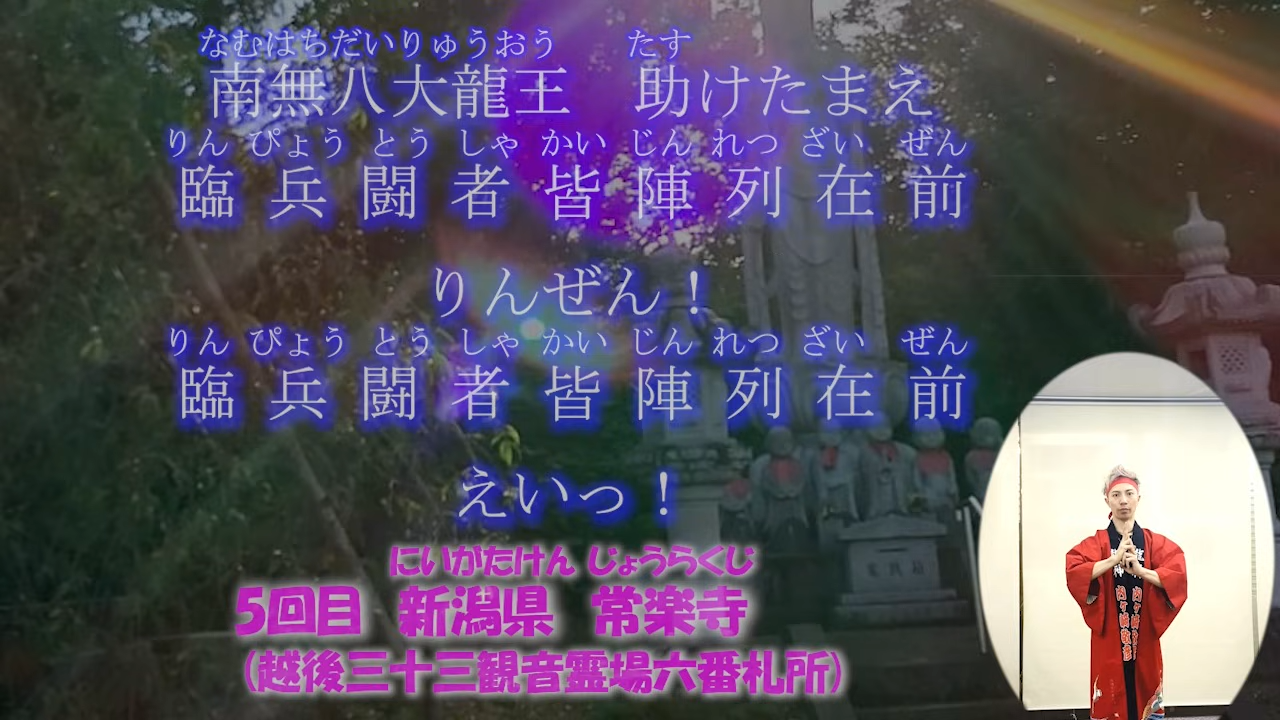 なむはちだいりゅうおう たす
南無八大龍王 助けたまえ
りん ぴょう とう しゃ かい じん れつ ざい ぜん
臨 兵 闘 者 皆 陣 列 在 前
りんぜん！
りん ぴょう とう しゃ かい じん れつ ざい ぜん
臨 兵 闘 者 皆 陣 列 在 前
えいっ！
にいがたけん じょうらくじ
5回目 新潟県 常楽寺
(越後三十三観音霊場六番札所)